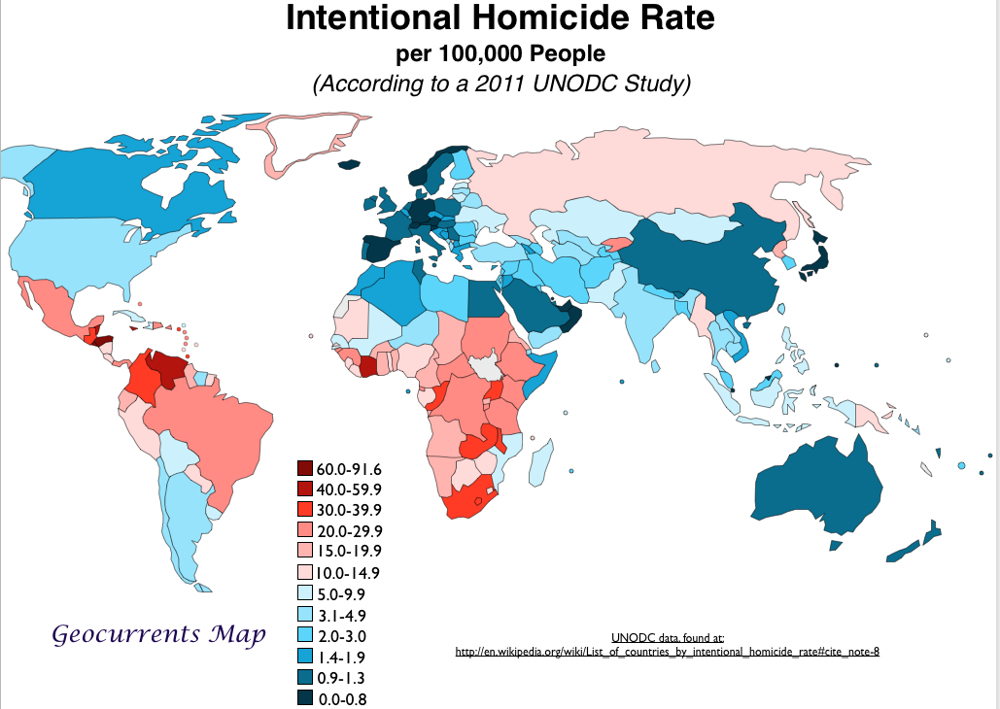 Intentional Homicide Rate
per 100,000 People
(According to a 2011 UNODC Study)
60.0-91.6
40.0-59.9
30.0-39.9
20.0-29.9
15.0-19.9
10.0-14.9
5.0-9.9
3.1-4.9
2.0-3.0
1.4-1.9
0.9-1.3
0.0-0.8
Geocurrents Map
UNODC data, found at:
http://en.wikipedia.org/wiki/List_of_countries_by_intentional_homicide_rate#cite_note-8